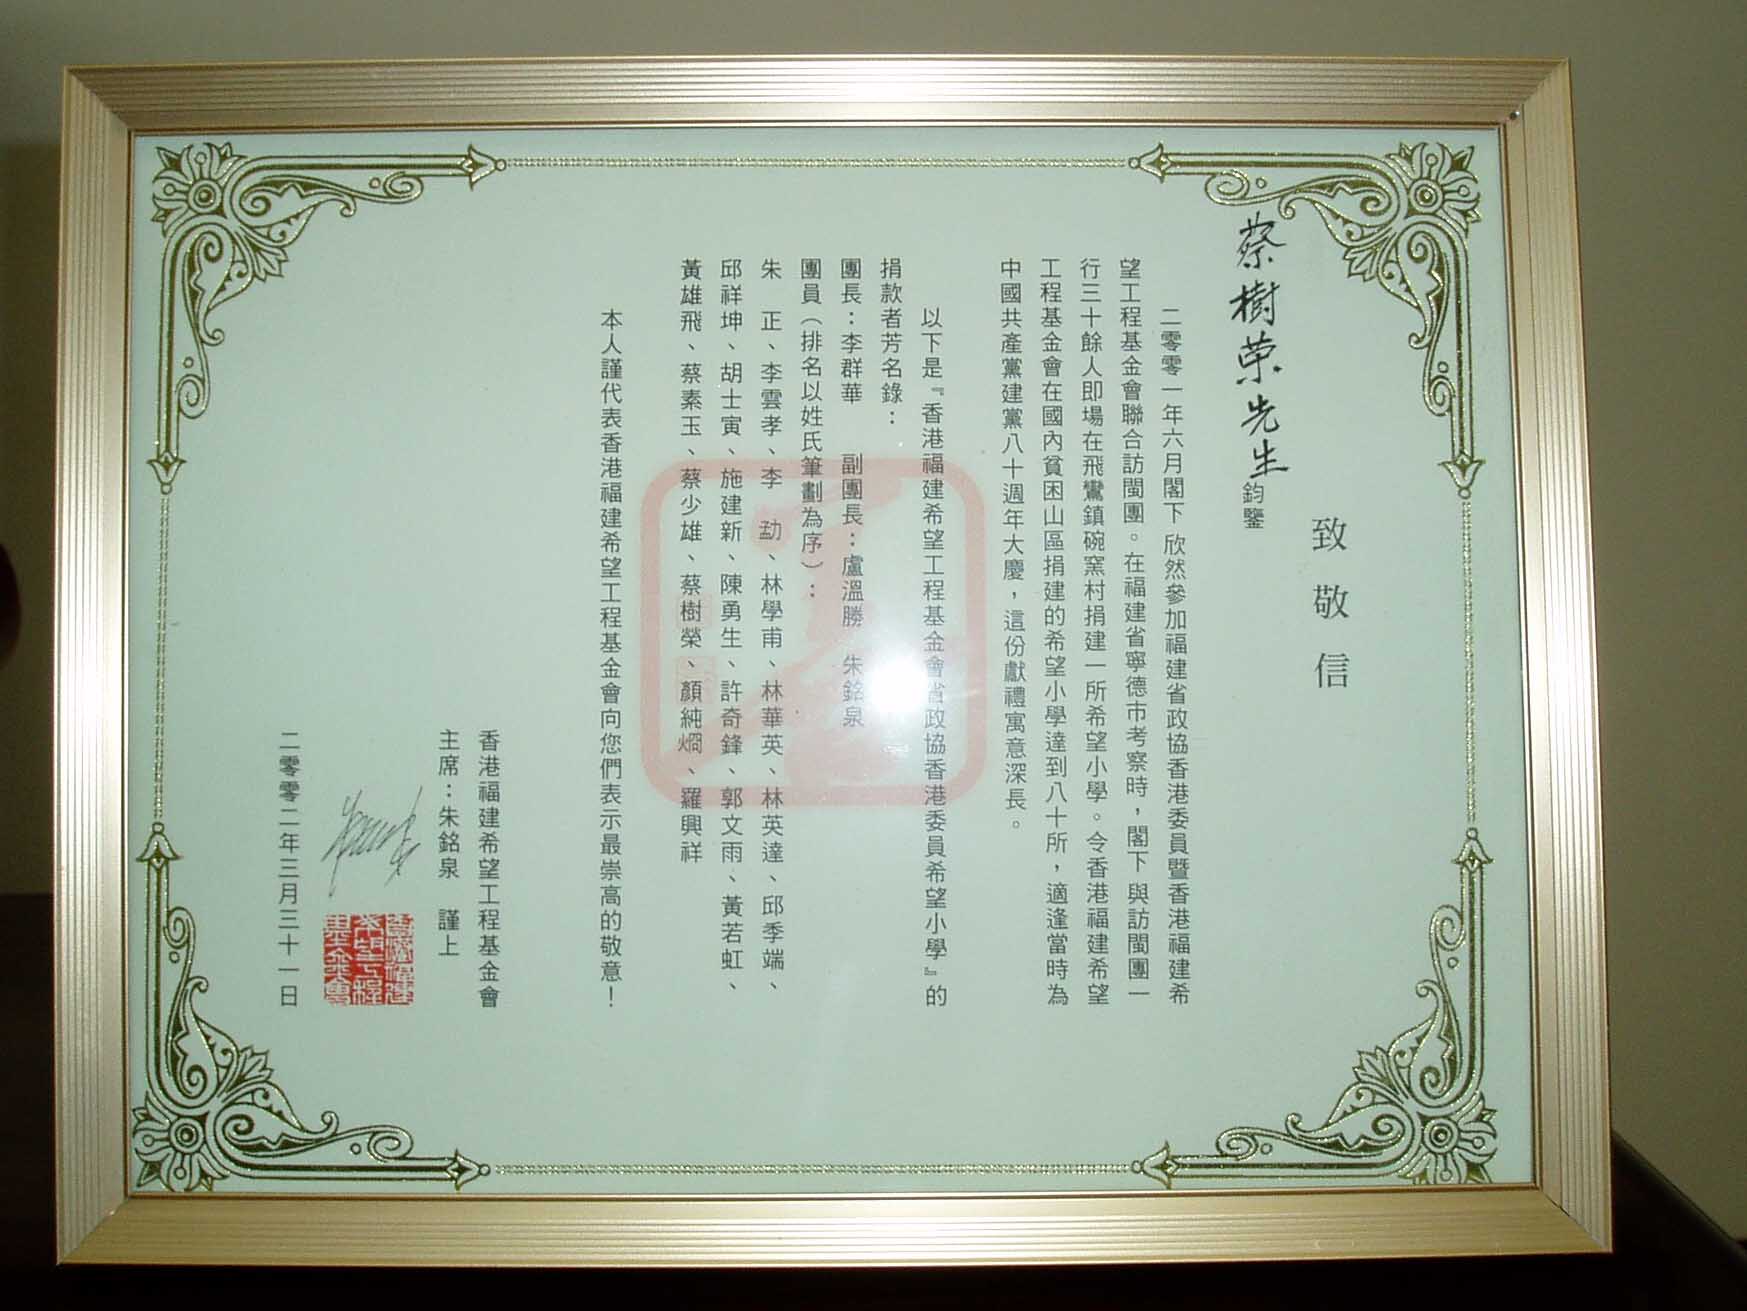 致敬信
蔡樹荣先生鈞鑒
二零零一年六月閣下欣然參加福建省政協香港委員暨香港福建希
望工程基金會聯合訪閩團。在福建省寧德市考察時，閣下與訪閩團一
行三十餘人即場在飛鸞鎮碗窯村捐建一所希望小學。令香港福建希望
工程基金會在國內貧困山區捐建的希望小學達到八十所，適逢當時為
中國共產黨建黨八十週年大慶，這份獻禮寓意深長。
以下是『香港福建希望工程基金會省政協香港委員希望小學』的
捐款者芳名錄：
團長：李群華　副團長：盧溫勝　朱銘泉
團員（排名以姓氏筆劃為序）：
朱　正、李雲孝、李　勐、林學甫、林華英、林英達、邱季端、
邱祥坤、胡士寅、施建新、陳勇生、許奇鋒、郭文雨、黃若虹、
黃雄飛、蔡素玉、蔡少雄、蔡樹榮、顏純炯、羅興祥
本人謹代表香港福建希望工程基金會向您們表示最崇高的敬意！
香港福建希望工程基金會
主席：朱銘泉　謹上
香港福建希望工程基金會
二零零二年三月三十一日